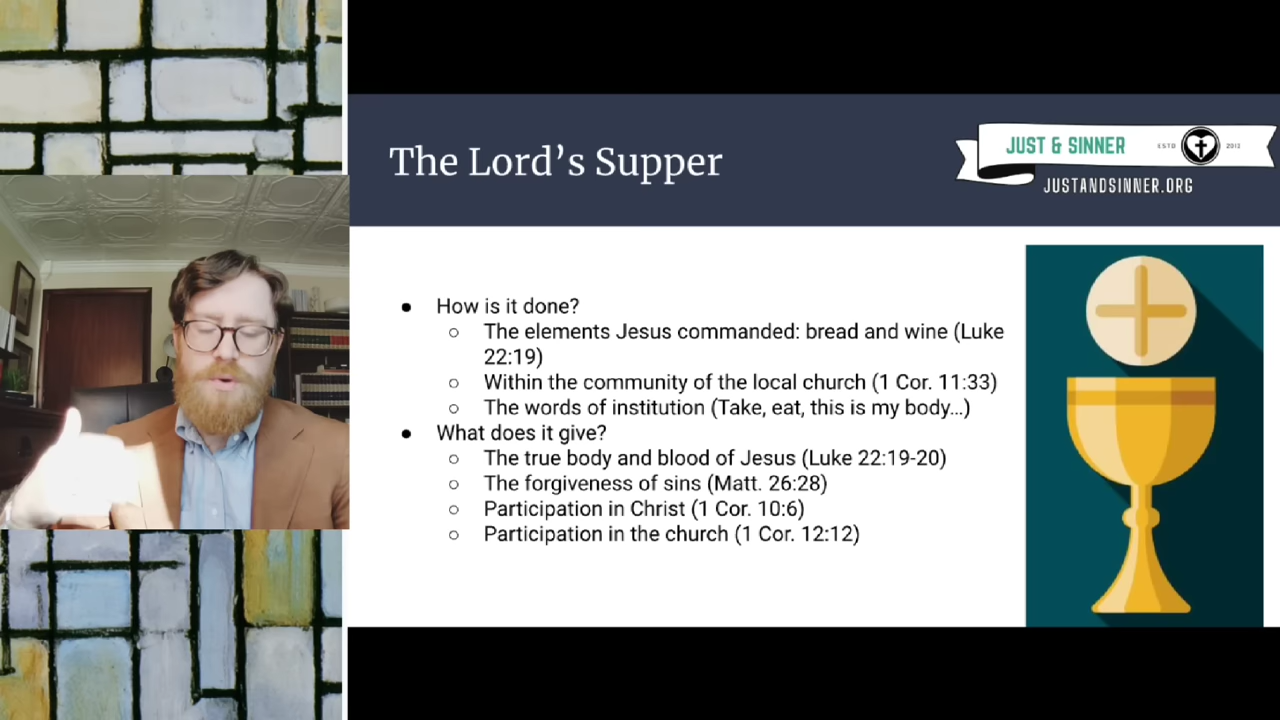 The Lord’s Supper
JUST & SINNER
ESTD 2012
JUSTANDSINNER.ORG
● How is it done?
○ The elements Jesus commanded: bread and wine (Luke
22:19)
○ Within the community of the local church (1 Cor. 11:33)
○ The words of institution (Take, eat, this is my body…)
● What does it give?
○ The true body and blood of Jesus (Luke 22:19-20)
○ The forgiveness of sins (Matt. 26:28)
○ Participation in Christ (1 Cor. 10:6)
○ Participation in the church (1 Cor. 12:12)